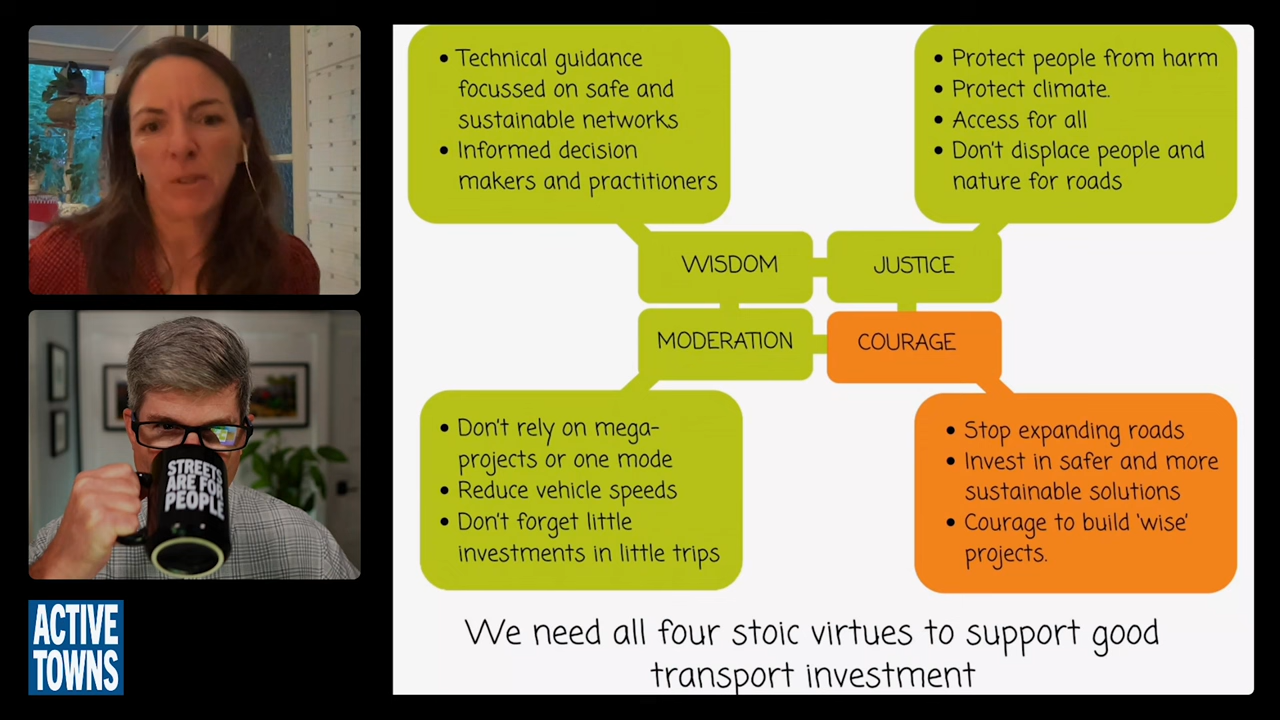 • Technical guidance
focussed on safe and
sustainable networks
• Informed decision
makers and practitioners
• Protect people from harm
• Protect climate.
• Access for all
• Don't displace people and
nature for roads
WISDOM
JUSTICE
MODERATION
COURAGE
• Don't rely on mega-
projects or one mode
• Reduce vehicle speeds
• Don't forget little
investments in little trips
• Stop expanding roads
• Invest in safer and more
sustainable solutions
• Courage to build 'wise'
projects.
We need all four stoic virtues to support good
transport investment
STREETS
ARE FOR
PEOPLE
ACTIVE
TOWNS